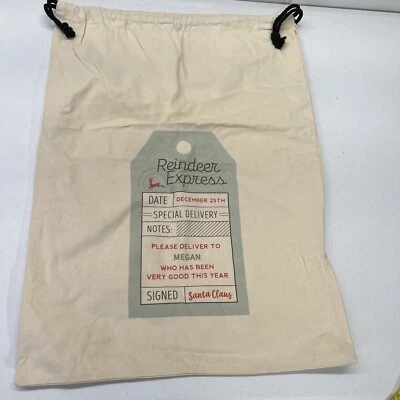 Reindeer
Express
DATE DECEMBER 25TH
SPECIAL DELIVERY
NOTES:
PLEASE DELIVER TO
MEGAN
WHO HAS BEEN
VERY GOOD THIS YEAR
SIGNED Santa Claus